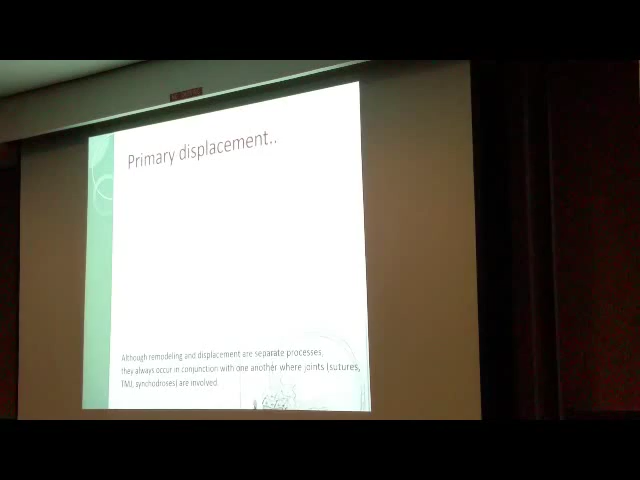 Primary displacement..
Although remodeling and displacement are separate processes,
they always occur in conjunction with one another where joints (sutures,
TMJ, synchodroses) are involved.